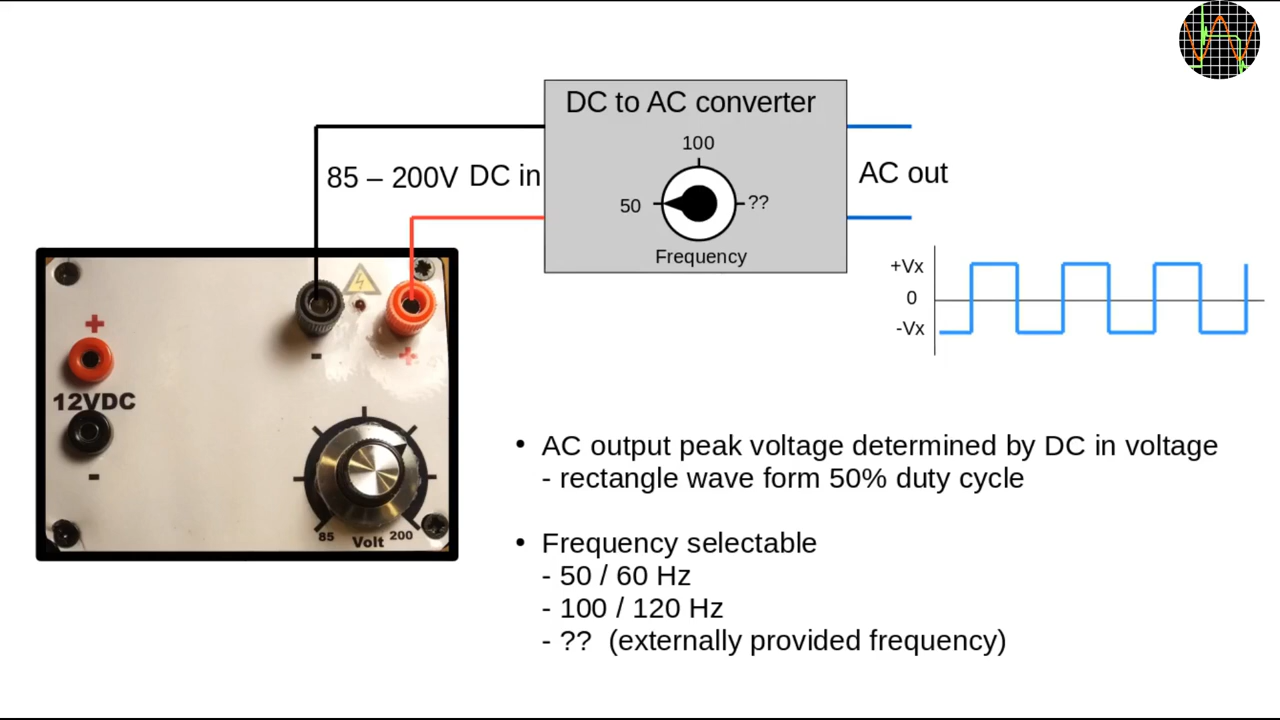 DC to AC converter
100
50
??
Frequency
85 – 200V DC in
AC out
+Vx
0
-Vx
+
12VDC
-
-
+
85
Volt
200
• AC output peak voltage determined by DC in voltage
- rectangle wave form 50% duty cycle
• Frequency selectable
- 50 / 60 Hz
- 100 / 120 Hz
- ?? (externally provided frequency)